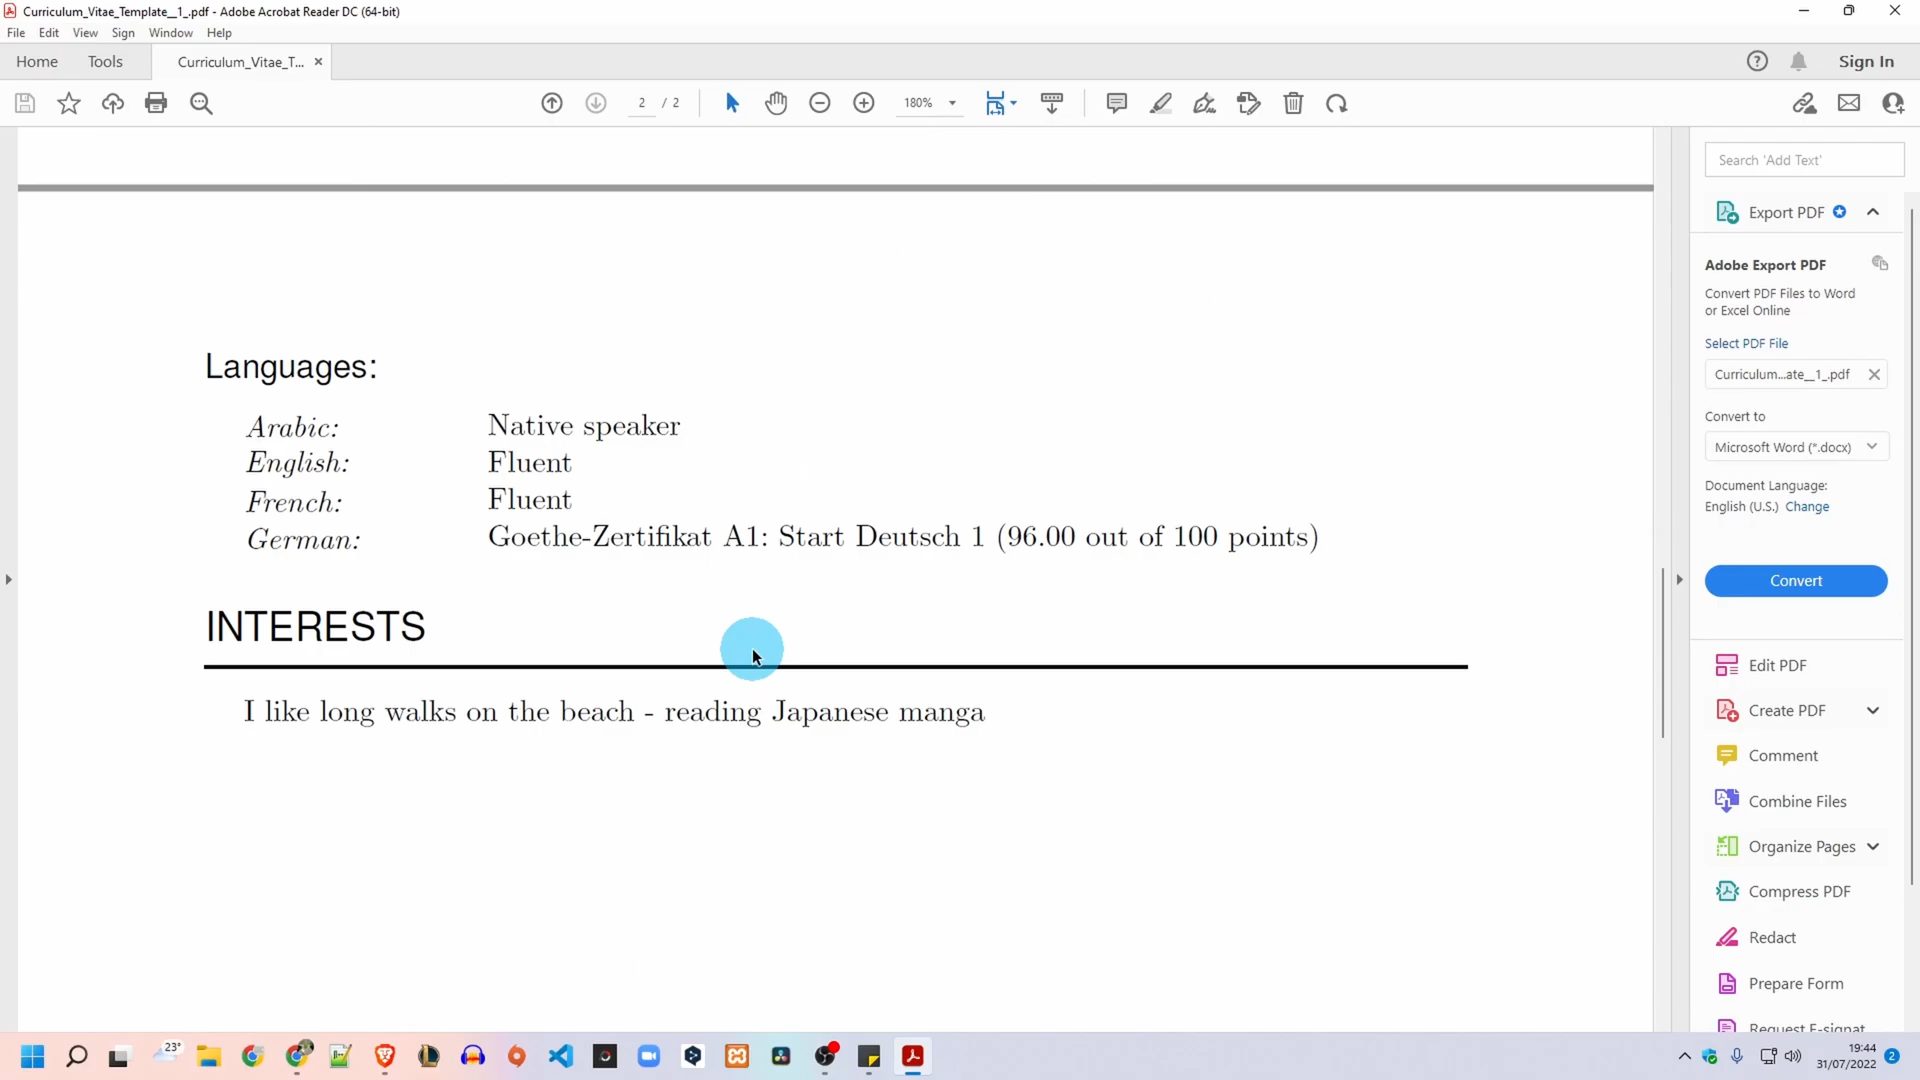 Curriculum_Vitae_Template__1_.pdf - Adobe Acrobat Reader DC (64-bit)
File Edit View Sign Window Help
Home Tools Curriculum_Vitae_T... × Sign In
2 / 2 180%
Search 'Add Text'
Export PDF
Adobe Export PDF
Convert PDF Files to Word
or Excel Online
Select PDF File
Curriculum...ate__1_.pdf
Convert to
Microsoft Word (*.docx)
Document Language:
English (U.S.) Change
Convert
Edit PDF
Create PDF
Comment
Combine Files
Organize Pages
Compress PDF
Redact
Prepare Form
Request E-signat
Languages:
Arabic: Native speaker
English: Fluent
French: Fluent
German: Goethe-Zertifikat A1: Start Deutsch 1 (96.00 out of 100 points)
INTERESTS
I like long walks on the beach - reading Japanese manga
23°
19:44
31/07/2022
2